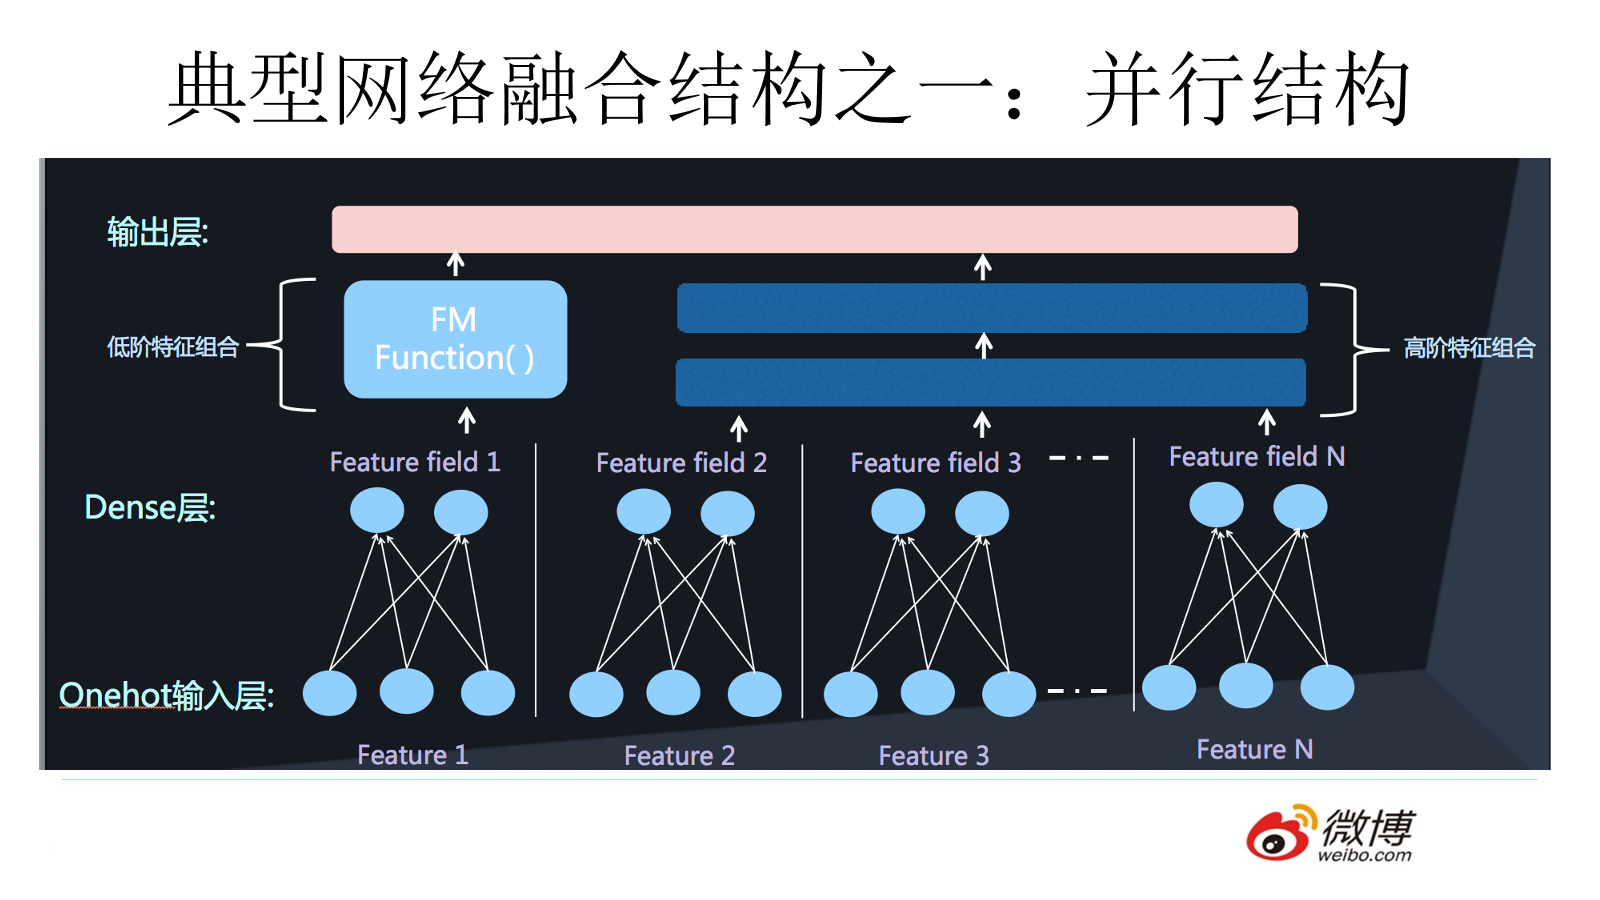 典型网络融合结构之一：并行结构
输出层:
FM
Function( )
低阶特征组合
高阶特征组合
Feature field 1
Feature field 2
Feature field 3
Feature field N
Dense层:
Onehot输入层:
Feature 1
Feature 2
Feature 3
Feature N
微博
weibo.com